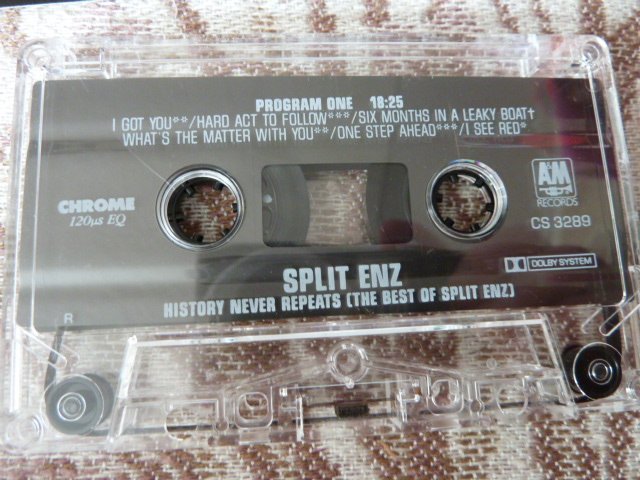 PROGRAM ONE 18:25
I GOT YOU**/HARD ACT TO FOLLOW***/SIX MONTHS IN A LEAKY BOAT†
WHAT'S THE MATTER WITH YOU**/ONE STEP AHEAD***/I SEE RED*
CHROME
120µs EQ
A&M
RECORDS
CS 3289
DOLBY SYSTEM
SPLIT ENZ
HISTORY NEVER REPEATS (THE BEST OF SPLIT ENZ)
R